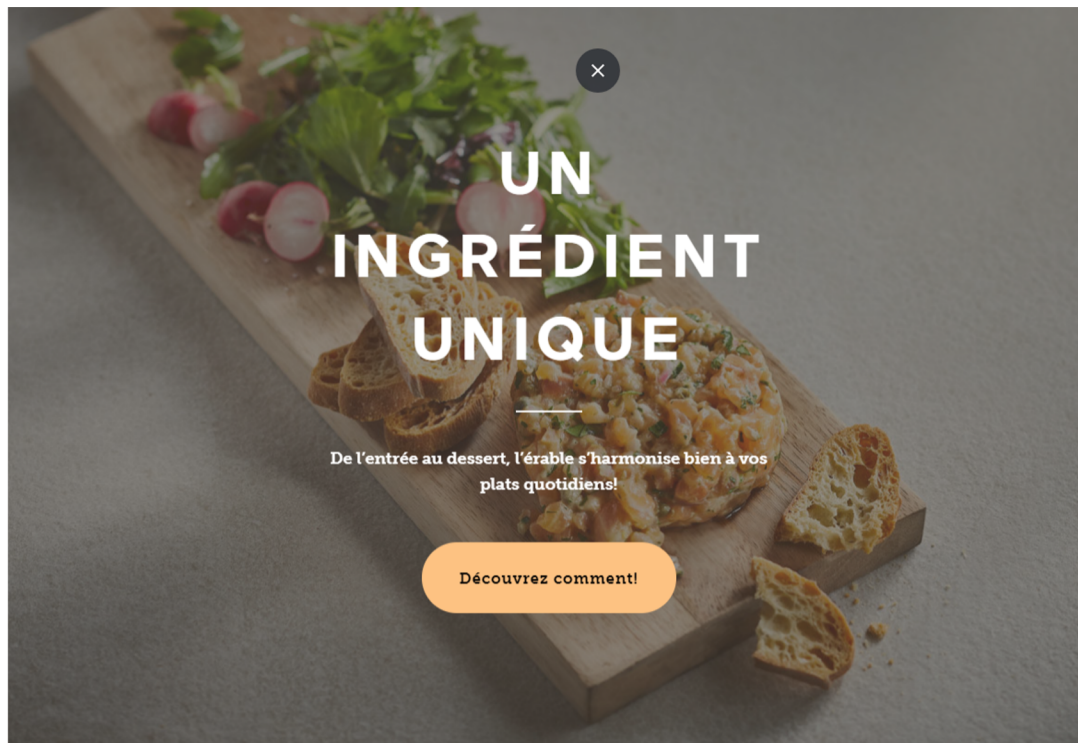 UN
INGRÉDIENT
UNIQUE
De l’entrée au dessert, l’érable s’harmonise bien à vos
plats quotidiens!
Découvrez comment!